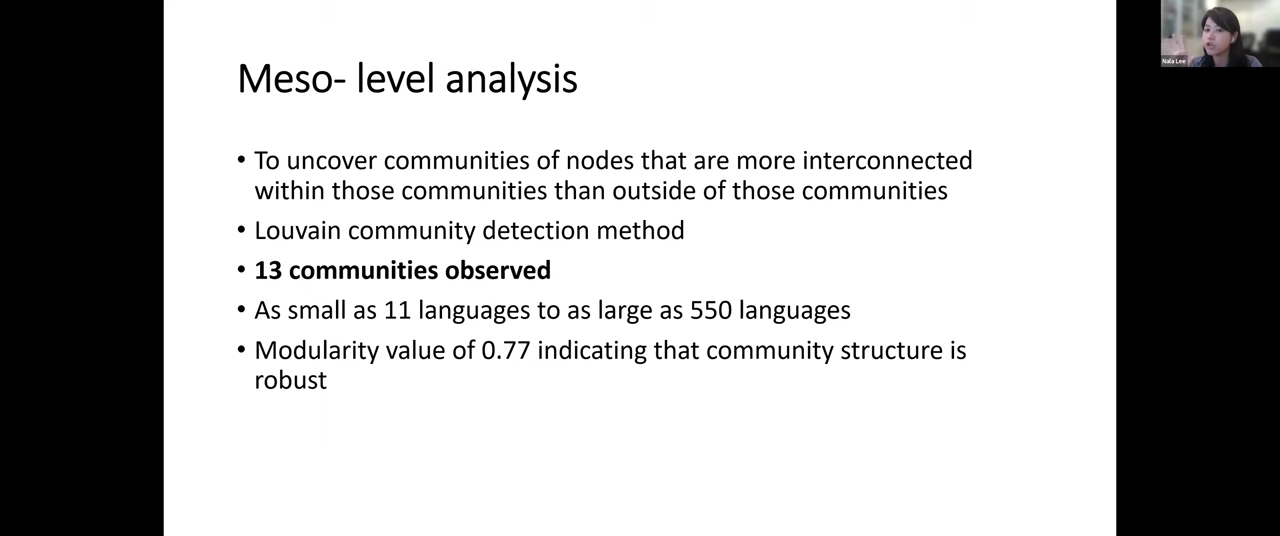 Meso- level analysis
• To uncover communities of nodes that are more interconnected
within those communities than outside of those communities
• Louvain community detection method
• 13 communities observed
• As small as 11 languages to as large as 550 languages
• Modularity value of 0.77 indicating that community structure is
robust
Nala Lee